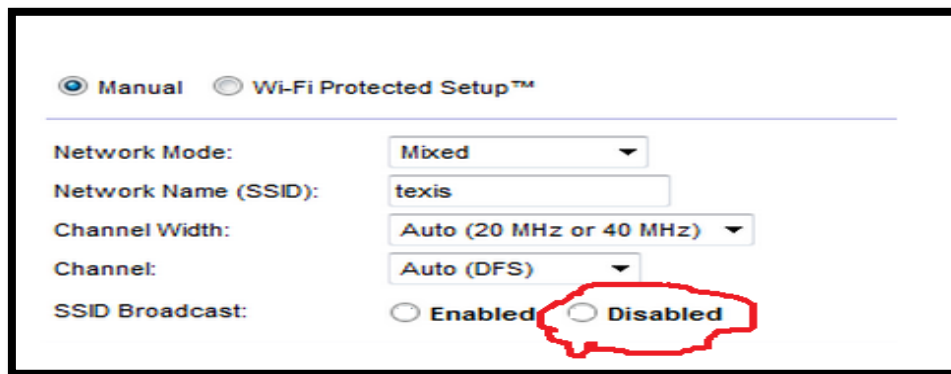 Manual Wi-Fi Protected Setup™
Network Mode: Mixed
Network Name (SSID): texis
Channel Width: Auto (20 MHz or 40 MHz)
Channel: Auto (DFS)
SSID Broadcast: Enabled Disabled